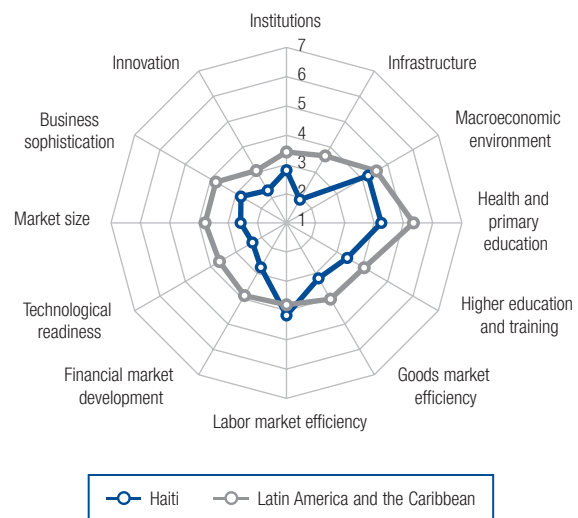 Institutions
7
6
5
4
3
2
1
Infrastructure
Macroeconomic
environment
Health and
primary
education
Higher education
and training
Goods market
efficiency
Labor market efficiency
Financial market
development
Technological
readiness
Market size
Business
sophistication
Innovation
Haiti
Latin America and the Caribbean